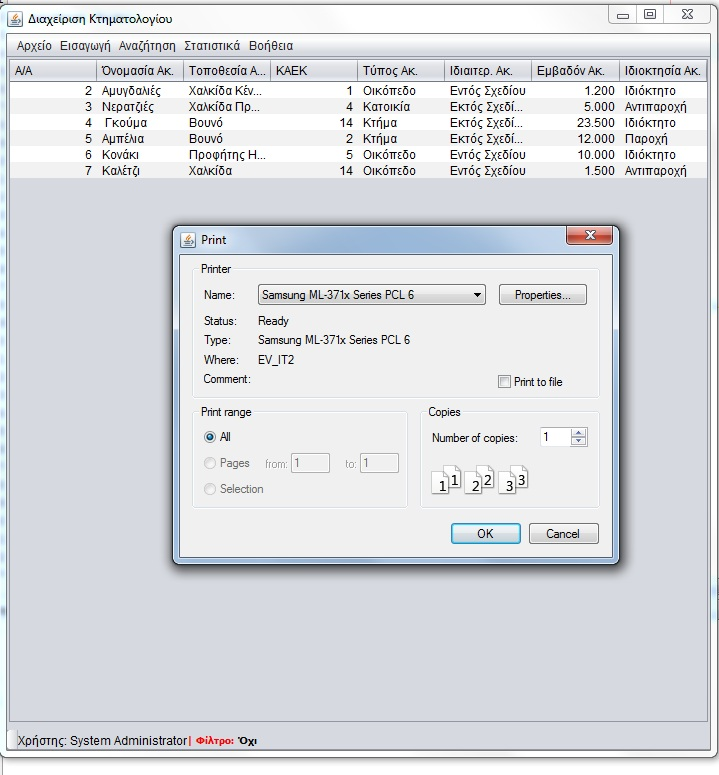 Διαχείριση Κτηματολογίου
Αρχείο Εισαγωγή Αναζήτηση Στατιστικά Βοήθεια
Α/Α Όνομασία Ακ. Τοποθεσία Α... ΚΑΕΚ Τύπος Ακ. Ιδιαιτερ. Ακ. Εμβαδόν Ακ. Ιδιοκτησία Ακ.
2 Αμυγδαλιές Χαλκίδα Κέν... 1 Οικόπεδο Εντός Σχεδίου 1.200 Ιδιόκτητο
3 Νερατζιές Χαλκίδα Πρ... 4 Κατοικία Εκτός Σχεδί... 5.000 Αντιπαροχή
4 Γκούμα Βουνό 14 Κτήμα Εκτός Σχεδί... 23.500 Ιδιόκτητο
5 Αμπέλια Βουνό 2 Κτήμα Εκτός Σχεδί... 12.000 Παροχή
6 Κονάκι Προφήτης Η... 5 Οικόπεδο Εντός Σχεδίου 10.000 Ιδιόκτητο
7 Καλέτζι Χαλκίδα 14 Οικόπεδο Εντός Σχεδίου 1.500 Αντιπαροχή
Print
Printer
Name: Samsung ML-371x Series PCL 6 Properties...
Status: Ready
Type: Samsung ML-371x Series PCL 6
Where: EV_IT2
Comment: Print to file
Print range Copies
All Number of copies: 1
Pages from: 1 to: 1
1 1 2 2 3 3
Selection
OK Cancel
Χρήστης: System Administrator| Φίλτρο: Όχι